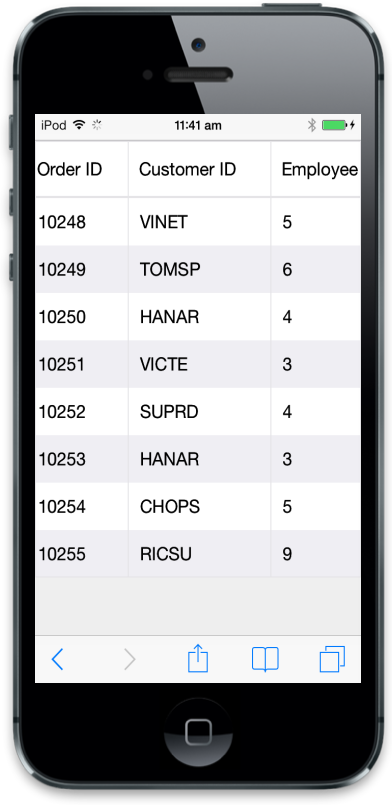 iPod 11:41 am
Order ID Customer ID Employee
10248 VINET 5
10249 TOMSP 6
10250 HANAR 4
10251 VICTE 3
10252 SUPRD 4
10253 HANAR 3
10254 CHOPS 5
10255 RICSU 9